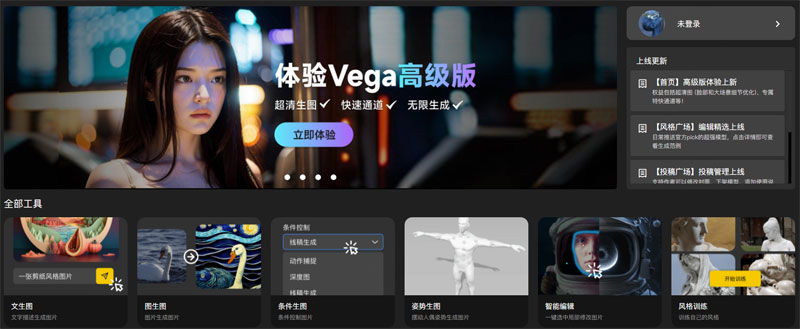 体验Vega高级版
超清生图 快速通道 无限生成
立即体验
未登录
上线更新
【首页】高级版体验上新
权益包括超清图 (脸部和大场景细节优化)、专属
特快通道等)
【风格广场】编辑精选上线
日常推送官方pick的超强模型,点击详情即可查
看生成范例
【投稿广场】投稿管理上线
全部工具
一张剪纸风格图片
文生图
文字描述生成图片
图生图
图片生成图片
条件控制
线稿生成
动作捕捉
深度图
线稿生成
条件生图
条件控制图片
姿势生图
摆动人偶姿势生成图片
智能编辑
一键选中局部修改图片
开始训练
风格训练
训练自己的风格